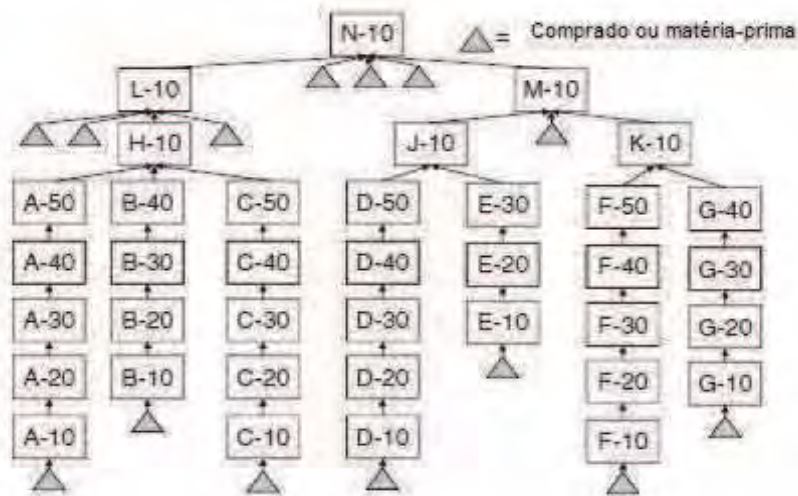 N-10 = Comprado ou matéria-prima
L-10 M-10
H-10 J-10 K-10
A-50 B-40 C-50 D-50 E-30 F-50 G-40
A-40 B-30 C-40 D-40 E-20 F-40 G-30
A-30 B-20 C-30 D-30 E-10 F-30 G-20
A-20 B-10 C-20 D-20 F-20 G-10
A-10 C-10 D-10 F-10